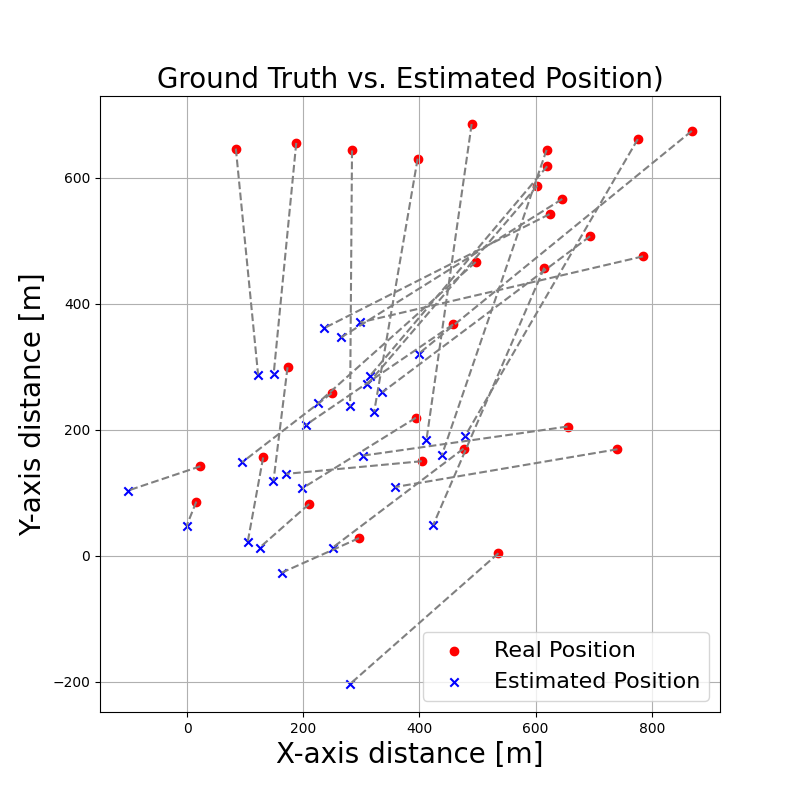 Ground Truth vs. Estimated Position)
Y-axis distance [m]
600
400
200
0
−200
0 200 400 600 800
X-axis distance [m]
Real Position
Estimated Position